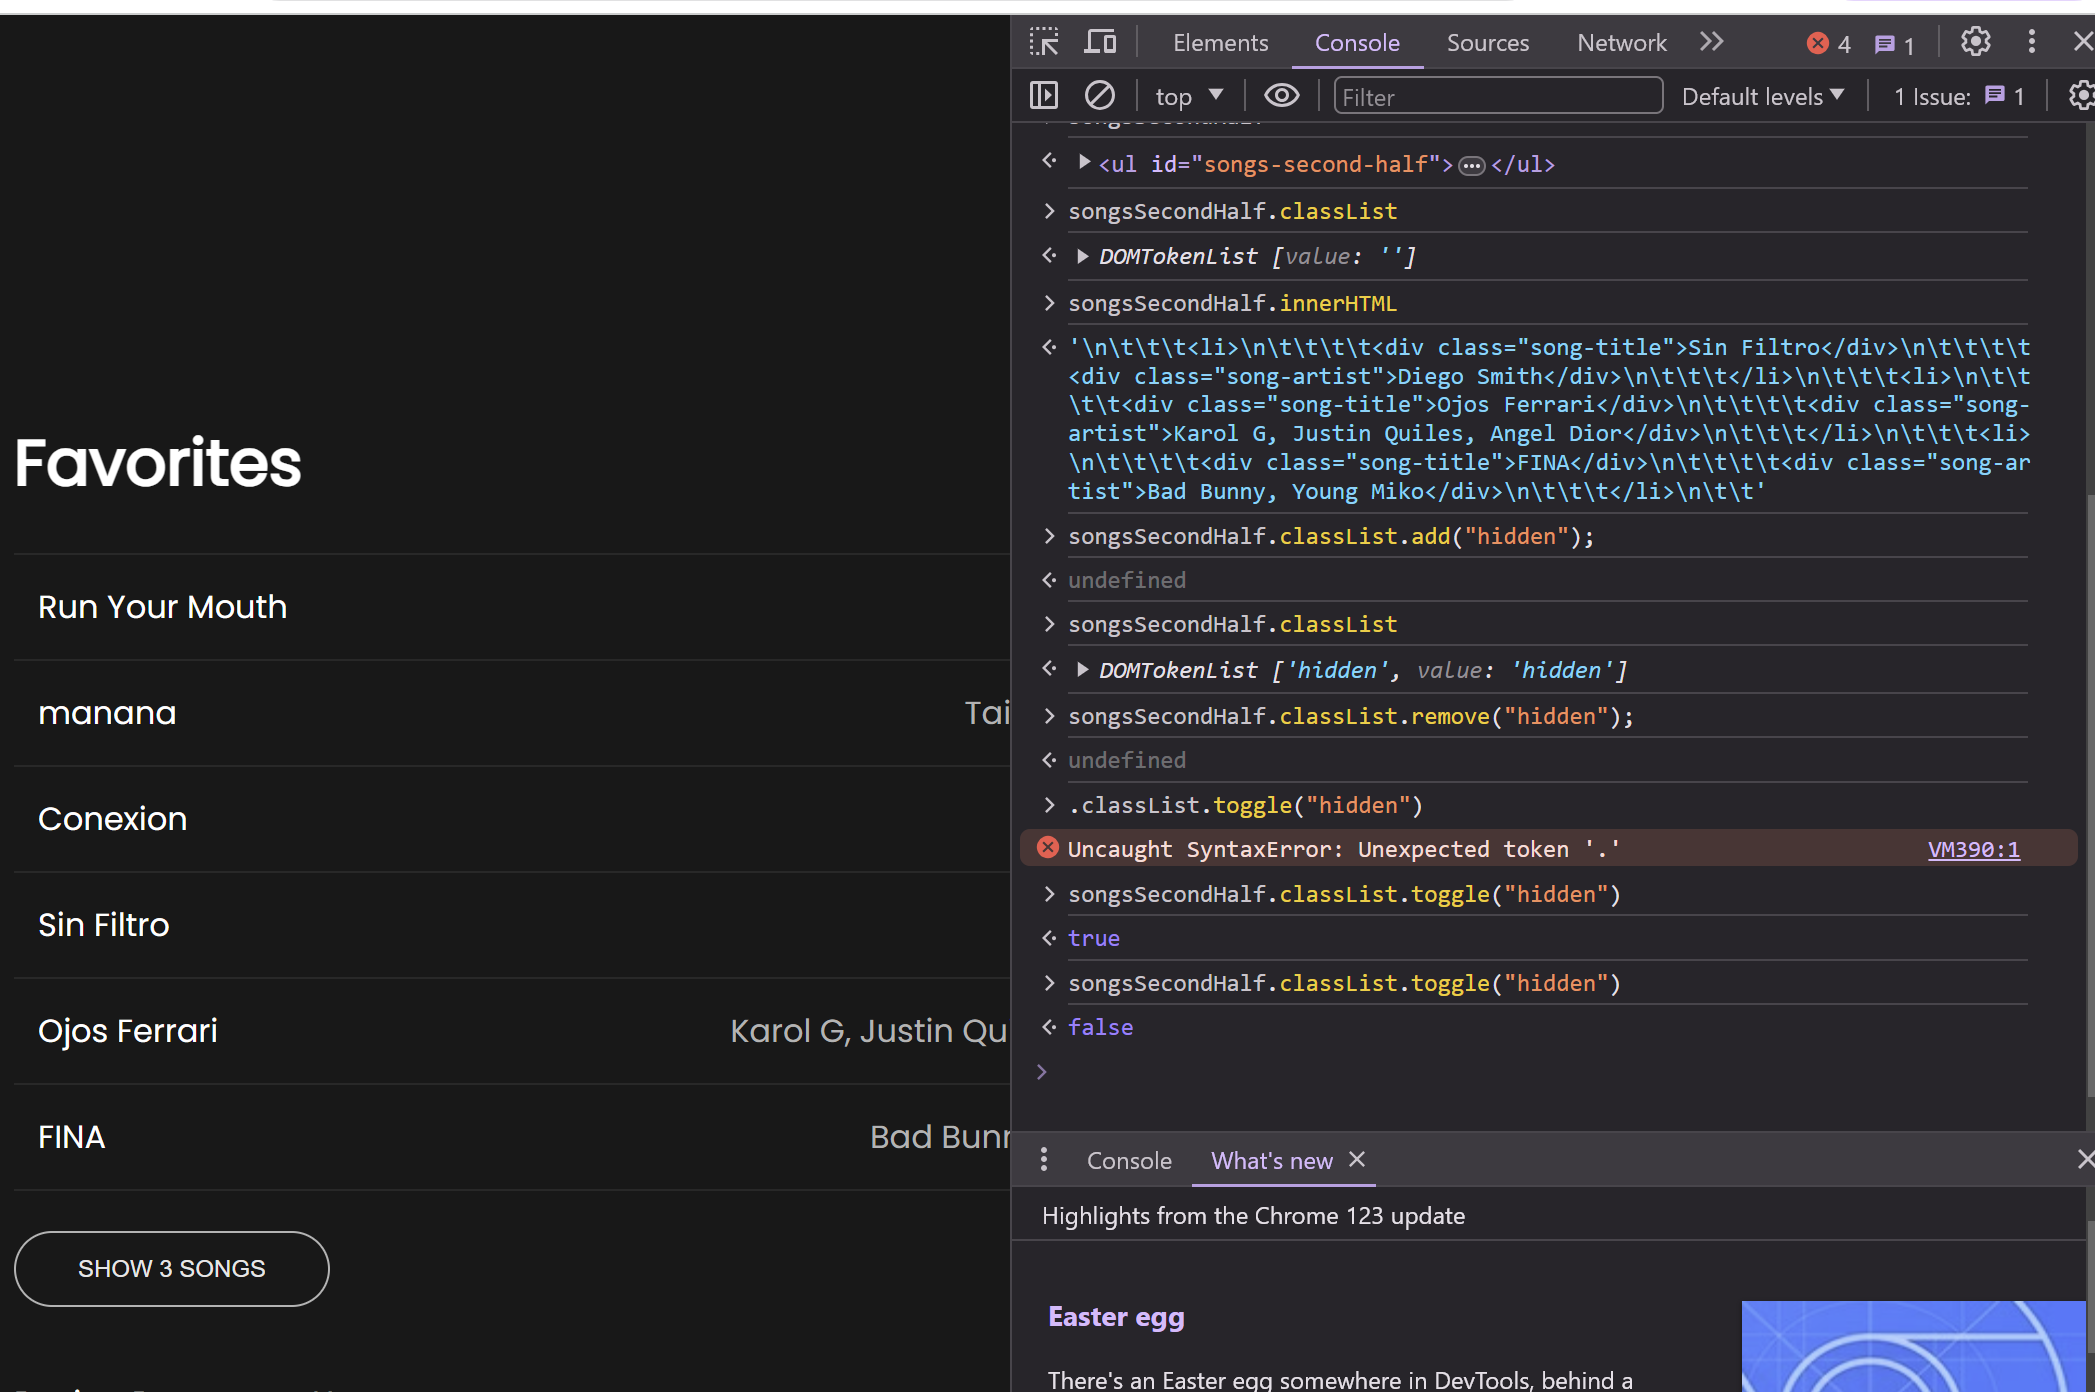 Favorites
Run Your Mouth
manana
Tai
Conexion
Sin Filtro
Ojos Ferrari
Karol G, Justin Qu
FINA
Bad Bun
SHOW 3 SONGS
Elements Console Sources Network 4 1
top Filter Default levels 1 Issue: 1
<ul id="songs-second-half"> </ul>
songsSecondHalf.classList
DOMTokenList [value: '']
songsSecondHalf.innerHTML
'\n\t\t\t<li>\n\t\t\t\t<div class="song-title">Sin Filtro</div>\n\t\t\t\t
<div class="song-artist">Diego Smith</div>\n\t\t\t</li>\n\t\t\t<li>\n\t\t
\t\t<div class="song-title">Ojos Ferrari</div>\n\t\t\t\t<div class="song-
artist">Karol G, Justin Quiles, Angel Dior</div>\n\t\t\t</li>\n\t\t\t<li>
\n\t\t\t\t<div class="song-title">FINA</div>\n\t\t\t\t<div class="song-ar
tist">Bad Bunny, Young Miko</div>\n\t\t\t</li>\n\t\t'
songsSecondHalf.classList.add("hidden");
undefined
songsSecondHalf.classList
DOMTokenList ['hidden', value: 'hidden']
songsSecondHalf.classList.remove("hidden");
undefined
.classList.toggle("hidden")
Uncaught SyntaxError: Unexpected token '.' VM390:1
songsSecondHalf.classList.toggle("hidden")
true
songsSecondHalf.classList.toggle("hidden")
false
Console What's new
Highlights from the Chrome 123 update
Easter egg
There's an Easter egg somewhere in DevTools, behind a